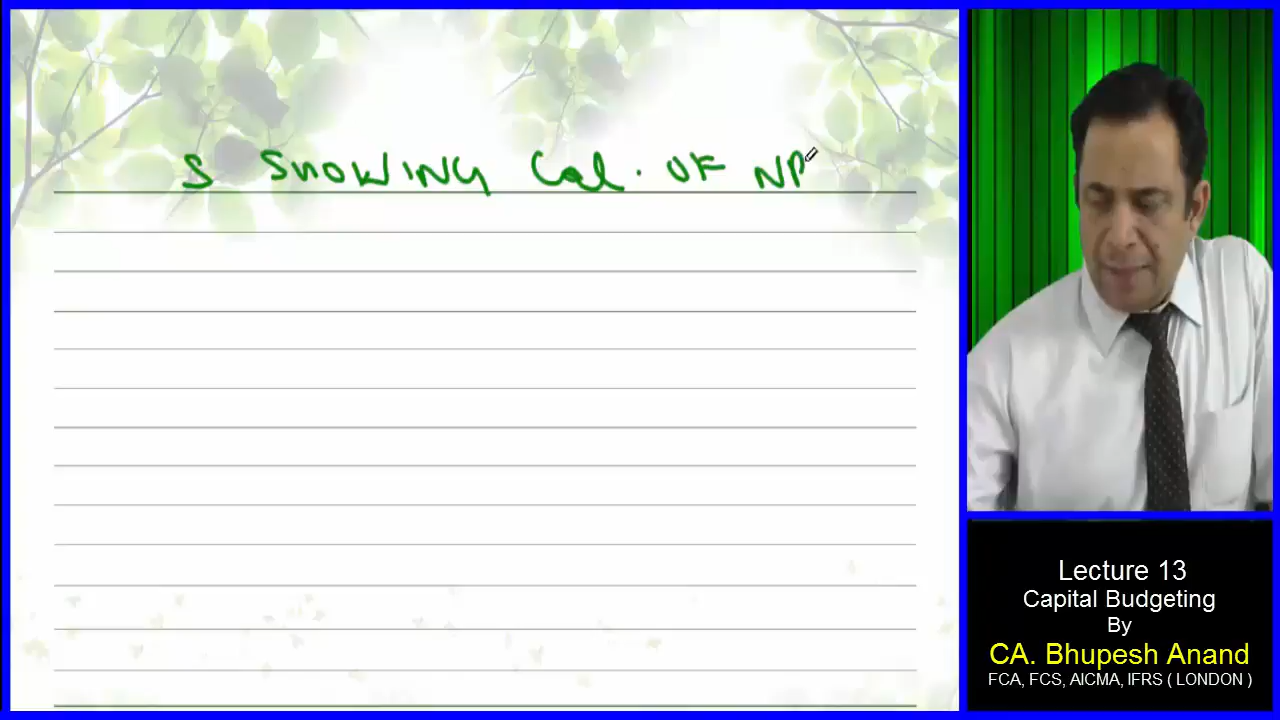 S SHOWING Cal. OF NP
Lecture 13
Capital Budgeting
By
CA. Bhupesh Anand
FCA, FCS, AICMA, IFRS ( LONDON )